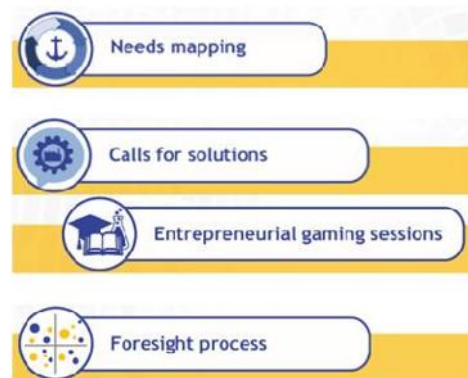 Needs mapping
Calls for solutions
Entrepreneurial gaming sessions
Foresight process